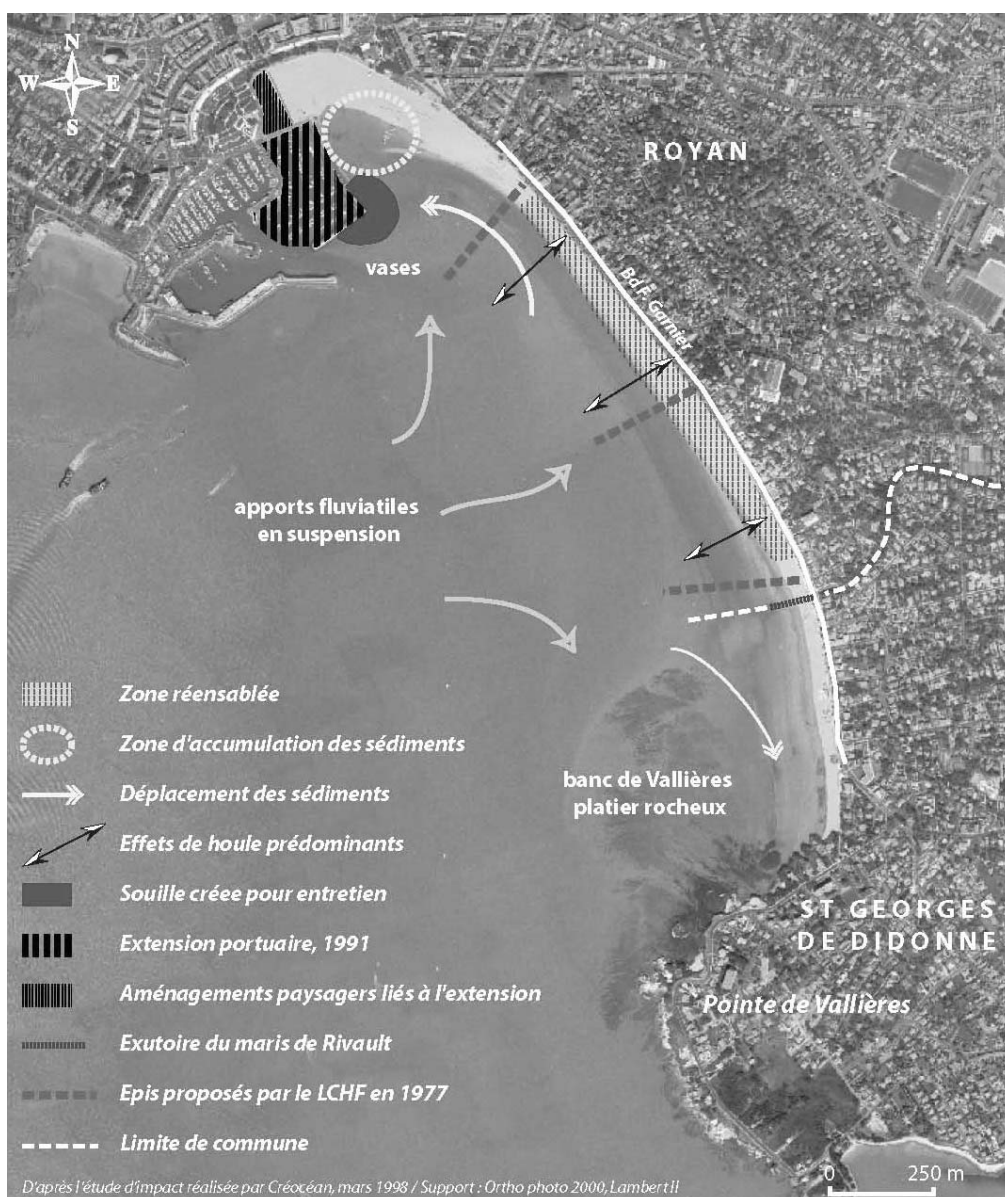 N
W E
S
ROYAN
Bd F. Garnier
vases
apports fluviatiles
en suspension
banc de Vallières
platier rocheux
ST GEORGES
DE DIDONNE
Pointe de Vallières
Zone réensablée
Zone d'accumulation des sédiments
Déplacement des sédiments
Effets de houle prédominants
Souille créee pour entretien
Extension portuaire, 1991
Aménagements paysagers liés à l'extension
Exutoire du maris de Rivault
Epis proposés par le LCHF en 1977
Limite de commune
0 250 m
D'après l'étude d'impact réalisée par Créocéan, mars 1998 / Support : Ortho photo 2000, Lambert II